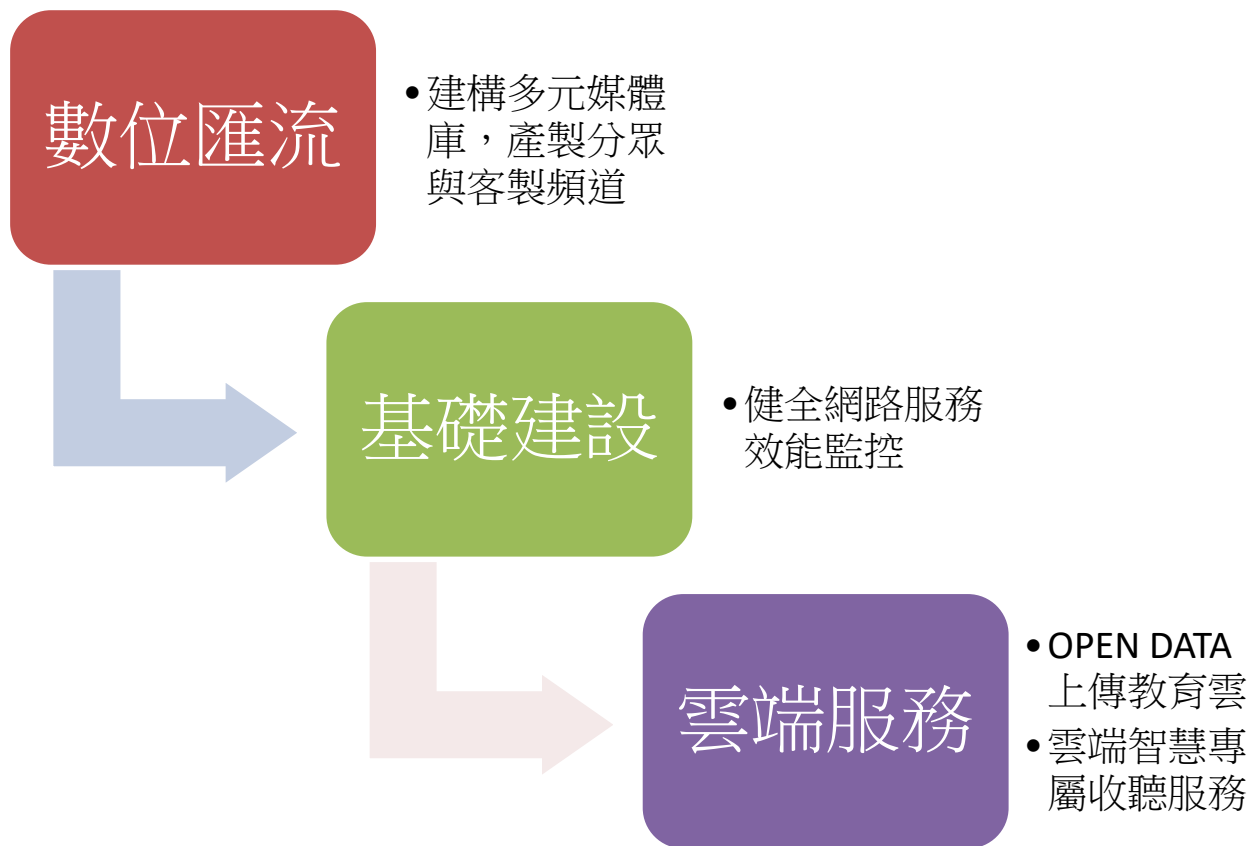 數位匯流
•建構多元媒體
庫，產製分眾
與客製頻道
基礎建設
•健全網路服務
效能監控
雲端服務
•OPEN DATA
上傳教育雲
•雲端智慧專
屬收聽服務